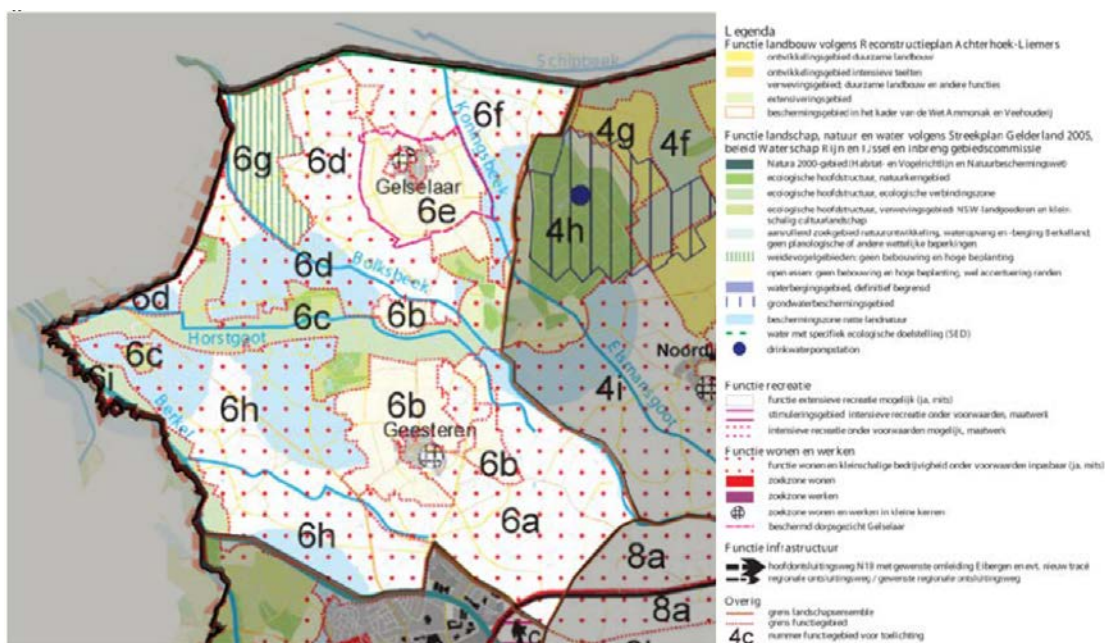 Schipbeek
Koningsbeek
6f
4g
4f
6g
6d
Gelselaar
6e
4h
6d
Bolksbeek
6d
6c
6b
Horstgoot
6c
Elsmansgoot
Noord
6i
4i
6h
6b
Berkel
Geesteren
6b
6a
6h
8a
8a
Legenda
Functie landbouw volgens Reconstructieplan Achterhoek-Liemers
ontwikkelingsgebied duurzame landbouw
ontwikkelingsgebied intensieve teelten
verwevingsgebied; duurzame landbouw en andere functies
extensiveringsgebied
beschermingsgebied in het kader van de Wet Ammoniak en Veehouderij
Functie landschap, natuur en water volgens Streekplan Gelderland 2005,
beleid Waterschap Rijn en IJssel en inbreng gebiedscommissie
Natura 2000-gebied (Habitat- en Vogelrichtlijn en Natuurbeschermingswet)
ecologische hoofdstructuur, natuurkerngebied
ecologische hoofdstructuur, ecologische verbindingszone
ecologische hoofdstructuur, verwevingsgebied: NSW-landgoederen en klein-
schalig cultuurlandschap
aanvullend zoekgebied natuurontwikkeling, wateropvang en -berging Berkelland;
geen planologische of andere wettelijke beperkingen
weidevogelgebieden: geen bebouwing en hoge beplanting
open essen: geen bebouwing en hoge beplanting, wel accentuering randen
waterbergingsgebied, definitief begrensd
grondwaterbeschermingsgebied
beschermingszone natte landnatuur
water met specifiek ecologische doelstelling (SED)
drinkwaterpompstation
Functie recreatie
functie extensieve recreatie mogelijk (ja, mits)
stimuleringsgebied intensieve recreatie onder voorwaarden, maatwerk
intensieve recreatie onder voorwaarden mogelijk, maatwerk
Functie wonen en werken
functie wonen en kleinschalige bedrijvigheid onder voorwaarden inpasbaar (ja, mits)
zoekzone wonen
zoekzone werken
zoekzone wonen en werken in kleine kernen
beschermd dorpsgezicht Gelselaar
Functie infrastructuur
hoofdontsluitingsweg N18 met gewenste omleiding Eibergen en evt. nieuw tracé
regionale ontsluitingsweg / gewenste regionale ontsluitingsweg
Overig
grens landschapsensemble
grens functiegebied
4c nummer functiegebied voor toelichting